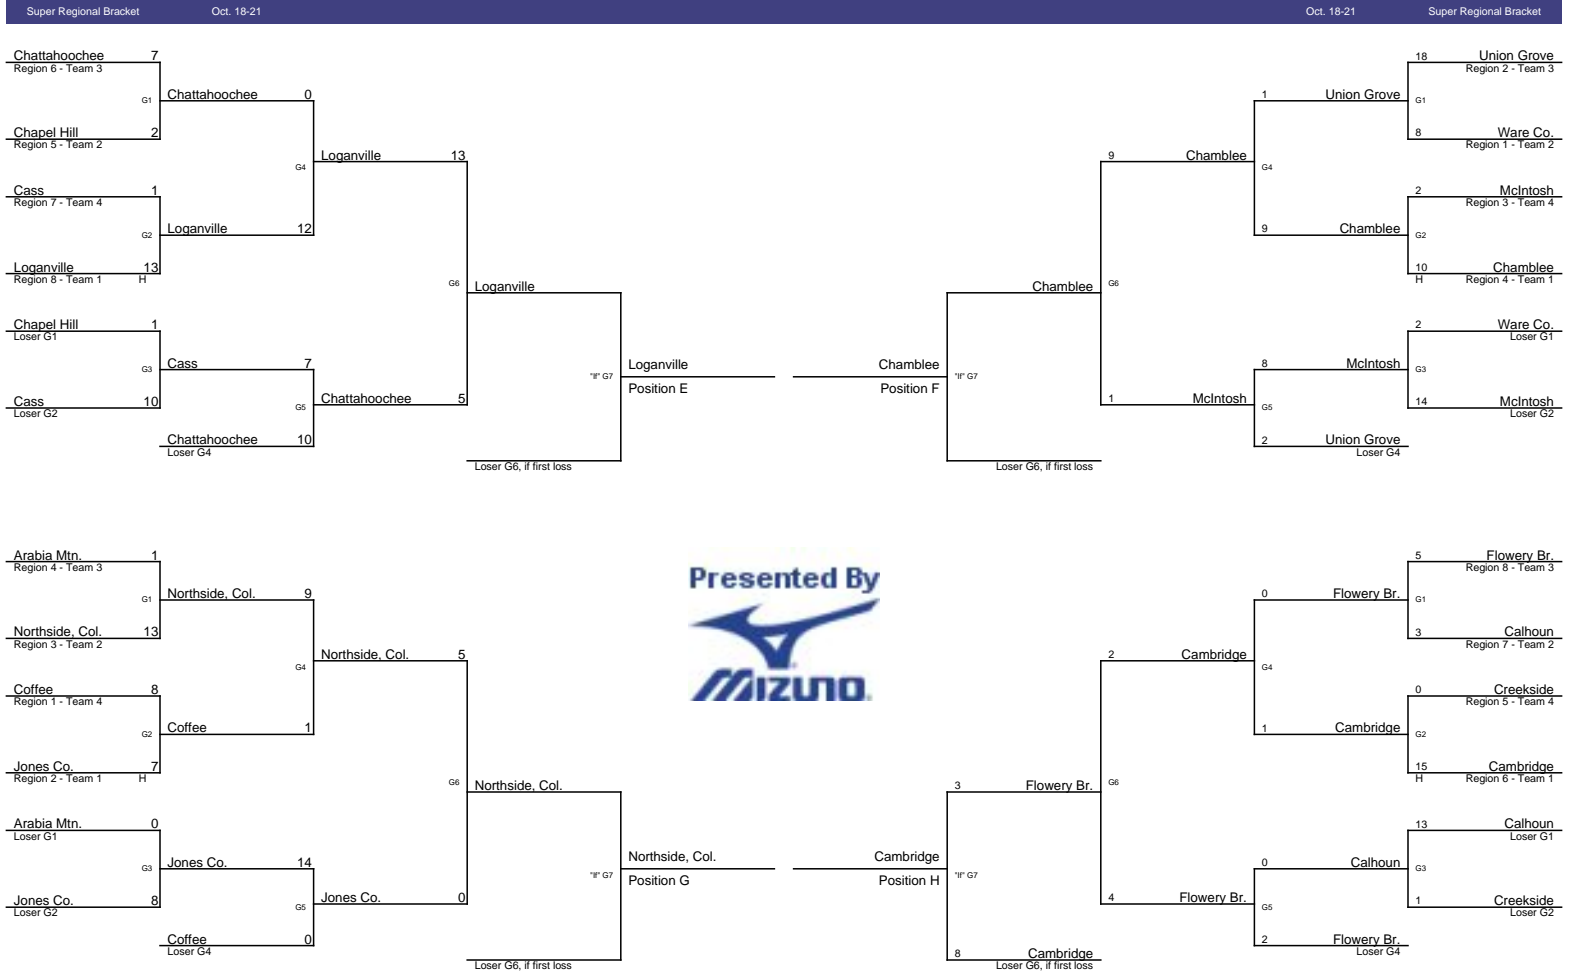 Super Regional Bracket Oct. 18-21 Oct. 18-21 Super Regional Bracket
Chattahoochee 7
Region 6 - Team 3
G1 Chattahoochee 0
Chapel Hill 2
Region 5 - Team 2
Loganville 13
G4
Cass 1
Region 7 - Team 4
G2 Loganville 12
Loganville 13
Region 8 - Team 1 H
G6 Loganville
Chapel Hill 1
Loser G1
G3 Cass 7
Cass 10
Loser G2
G5 Chattahoochee 5
Chattahoochee 10
Loser G4
"If" G7
Loganville
Position E
Loser G6, if first loss
18 Union Grove
Region 2 - Team 3
1 Union Grove G1
8 Ware Co.
Region 1 - Team 2
9 Chamblee
G4
2 McIntosh
Region 3 - Team 4
9 Chamblee G2
10 Chamblee
H Region 4 - Team 1
Chamblee G6
2 Ware Co.
Loser G1
8 McIntosh G3
14 McIntosh
Loser G2
1 McIntosh G5
2 Union Grove
Loser G4
Chamblee
Position F
"If" G7
Loser G6, if first loss
Arabia Mtn. 1
Region 4 - Team 3
G1 Northside, Col. 9
Northside, Col. 13
Region 3 - Team 2
Northside, Col. 5
G4
Coffee 8
Region 1 - Team 4
G2 Coffee 1
Jones Co. 7
Region 2 - Team 1 H
G6 Northside, Col.
Arabia Mtn. 0
Loser G1
G3 Jones Co. 14
Jones Co. 8
Loser G2
G5 Jones Co. 0
Coffee 0
Loser G4
"If" G7
Northside, Col.
Position G
Loser G6, if first loss
Presented By
MIZUNO
5 Flowery Br.
Region 8 - Team 3
0 Flowery Br. G1
3 Calhoun
Region 7 - Team 2
2 Cambridge
G4
0 Creekside
Region 5 - Team 4
1 Cambridge G2
15 Cambridge
H Region 6 - Team 1
3 Flowery Br. G6
13 Calhoun
Loser G1
0 Calhoun G3
1 Creekside
Loser G2
4 Flowery Br. G5
2 Flowery Br.
Loser G4
Cambridge
Position H
"If" G7
8 Cambridge
Loser G6, if first loss